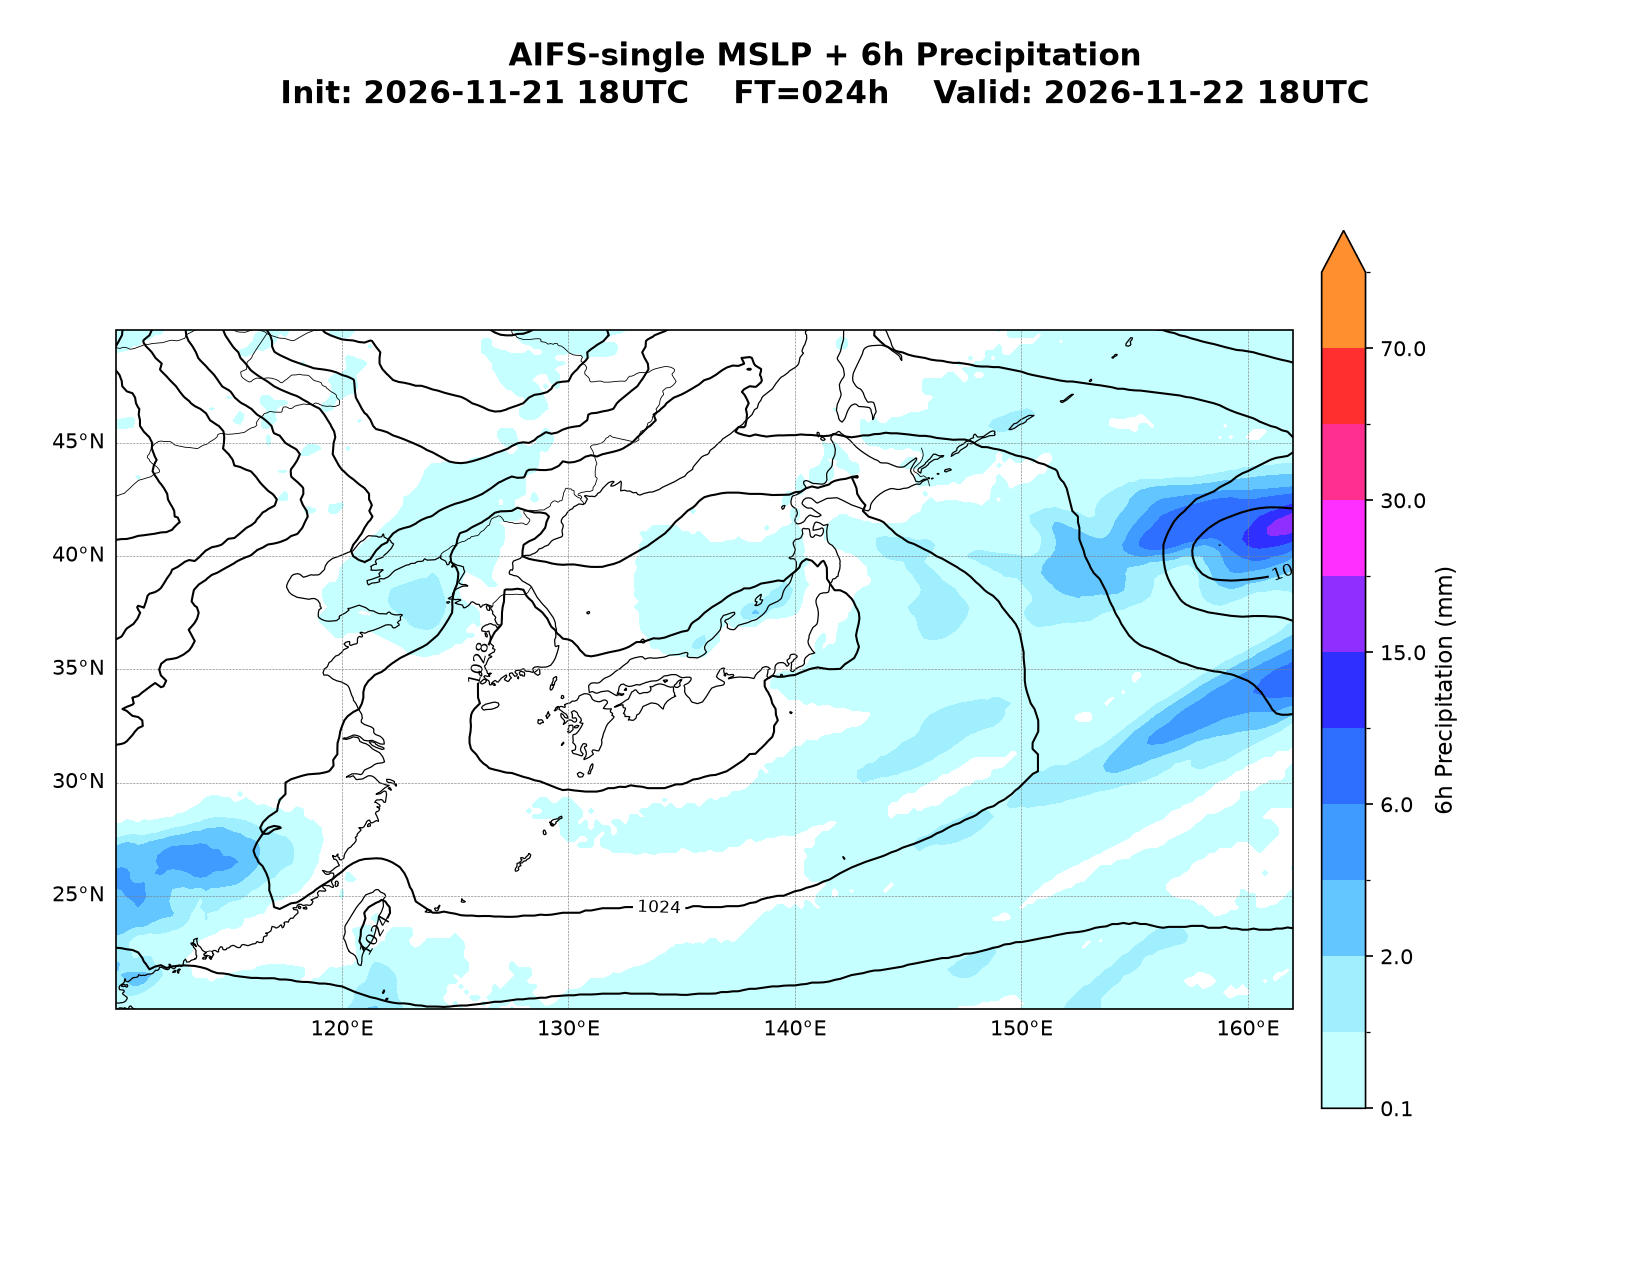 AIFS-single MSLP + 6h Precipitation
Init: 2026-11-21 18UTC    FT=024h    Valid: 2026-11-22 18UTC
70.0
30.0
15.0
6.0
2.0
0.1
6h Precipitation (mm)
45°N
40°N
35°N
30°N
25°N
1028
1024
1024
10
120°E
130°E
140°E
150°E
160°E